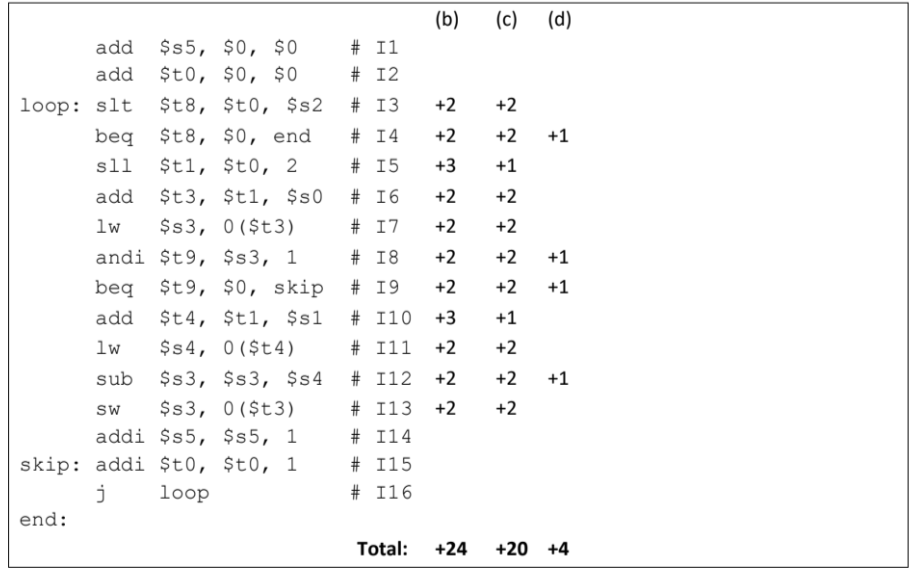 (b) (c) (d)
add $s5, $0, $0 # I1
add $t0, $0, $0 # I2
loop: slt $t8, $t0, $s2 # I3 +2 +2
beq $t8, $0, end # I4 +2 +2 +1
sll $t1, $t0, 2 # I5 +3 +1
add $t3, $t1, $s0 # I6 +2 +2
lw $s3, 0($t3) # I7 +2 +2
andi $t9, $s3, 1 # I8 +2 +2 +1
beq $t9, $0, skip # I9 +2 +2 +1
add $t4, $t1, $s1 # I10 +3 +1
lw $s4, 0($t4) # I11 +2 +2
sub $s3, $s3, $s4 # I12 +2 +2 +1
sw $s3, 0($t3) # I13 +2 +2
addi $s5, $s5, 1 # I14
skip: addi $t0, $t0, 1 # I15
j loop # I16
end:
Total: +24 +20 +4